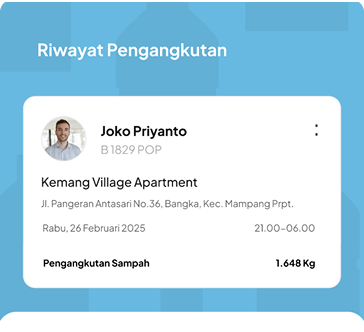 Riwayat Pengangkutan
Joko Priyanto
B 1829 POP
Kemang Village Apartment
Jl. Pangeran Antasari No.36, Bangka, Kec. Mampang Prpt.
Rabu, 26 Februari 2025 21.00-06.00
Pengangkutan Sampah 1.648 Kg